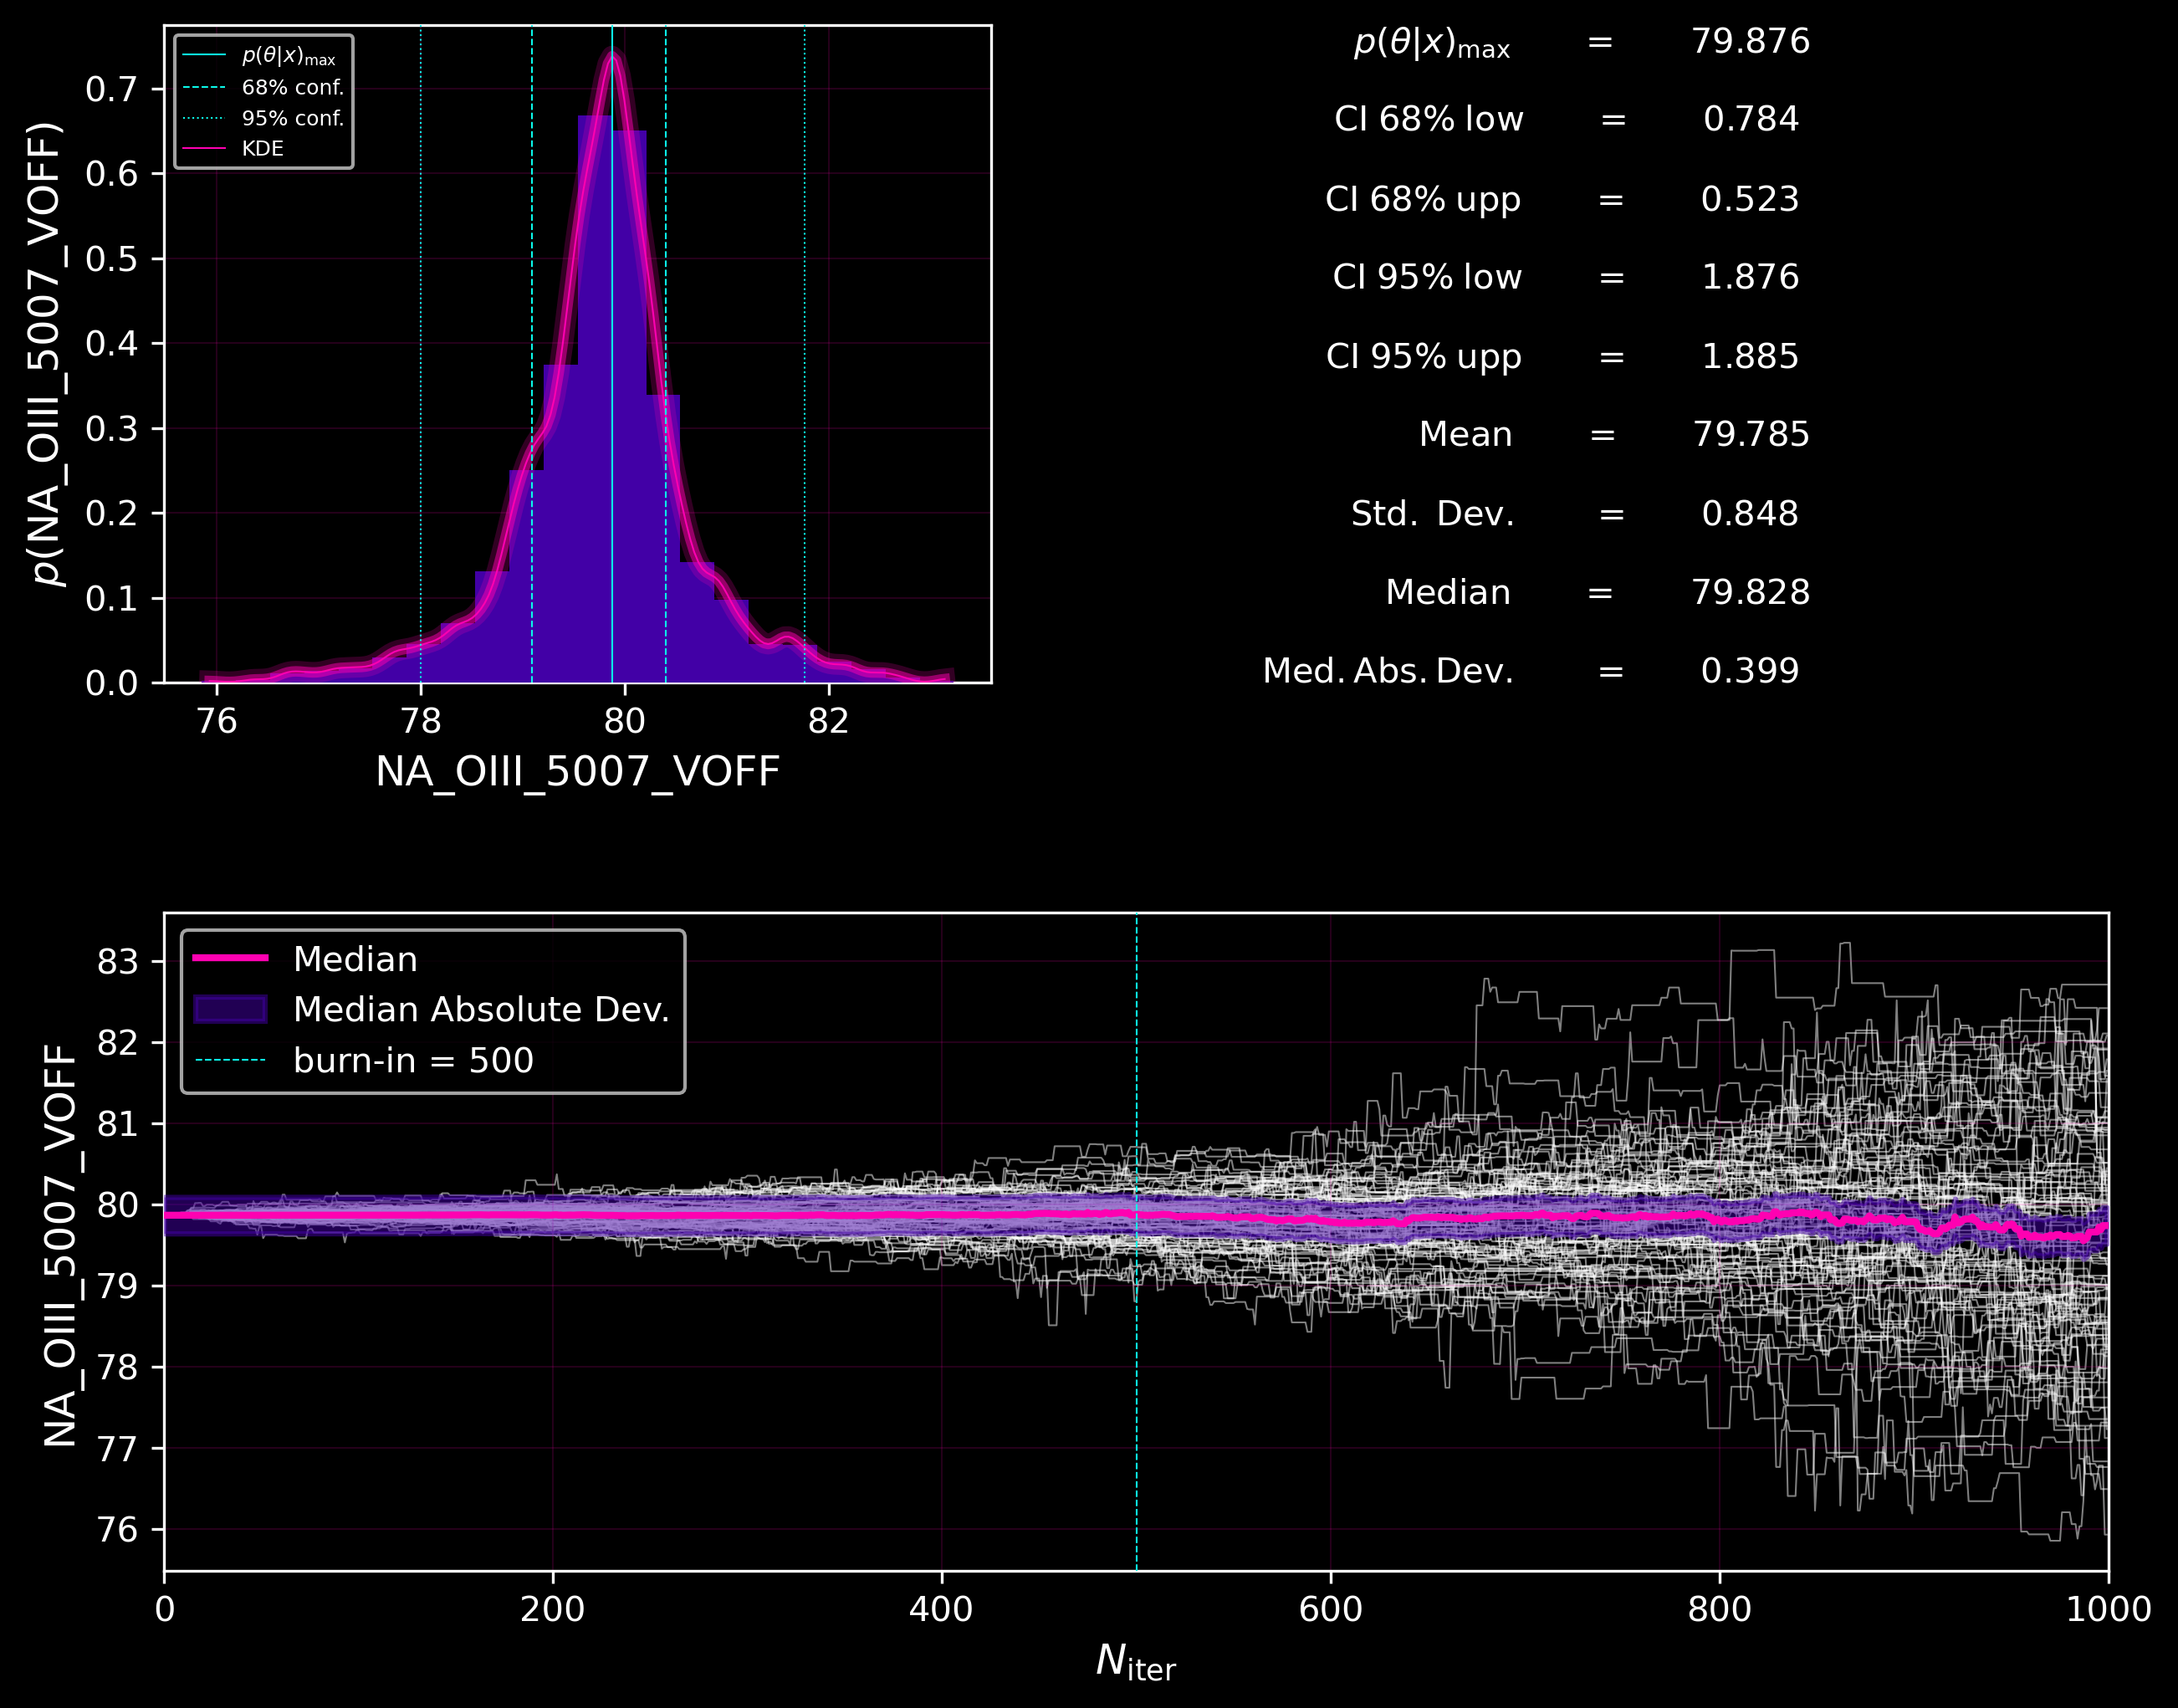 p(θ|x)max
68% conf.
95% conf.
KDE
0.7
0.6
0.5
0.4
0.3
0.2
0.1
0.0
p(NA_OIII_5007_VOFF)
76 78 80 82
NA_OIII_5007_VOFF
p(θ|x)max = 79.876
CI 68% low = 0.784
CI 68% upp = 0.523
CI 95% low = 1.876
CI 95% upp = 1.885
Mean = 79.785
Std. Dev. = 0.848
Median = 79.828
Med. Abs. Dev. = 0.399
Median
Median Absolute Dev.
burn-in = 500
83
82
81
80
79
78
77
76
NA_OIII_5007_VOFF
0 200 400 600 800 1000
Niter